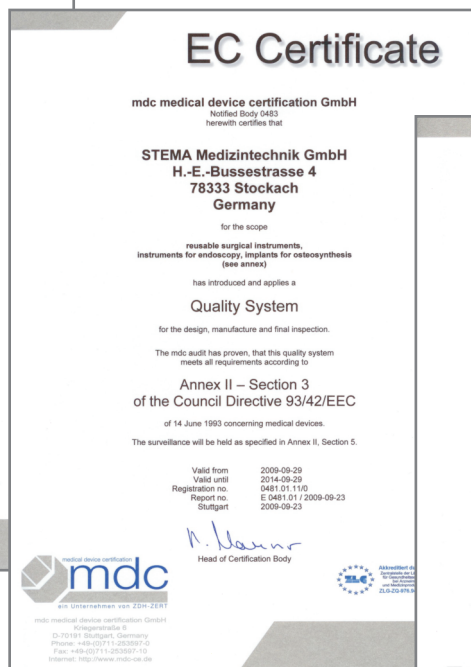 EC Certificate
mdc medical device certification GmbH
Notified Body 0483
herewith certifies that
STEMA Medizintechnik GmbH
H.-E.-Bussestrasse 4
78333 Stockach
Germany
for the scope
reusable surgical instruments,
instruments for endoscopy, implants for osteosynthesis
(see annex)
has introduced and applies a
Quality System
for the design, manufacture and final inspection.
The mdc audit has proven, that this quality system
meets all requirements according to
Annex II – Section 3
of the Council Directive 93/42/EEC
of 14 June 1993 concerning medical devices.
The surveillance will be held as specified in Annex II, Section 5.
Valid from 2009-09-29
Valid until 2014-09-29
Registration no. 0481.01.11/0
Report no. E 0481.01 / 2009-09-23
Stuttgart 2009-09-23
Head of Certification Body
medical device certification
mdc
ein Unternehmen von ZDH-ZERT
mdc medical device certification GmbH
Kriegerstraße 6
D-70191 Stuttgart, Germany
Phone: +49-(0)711-253597-0
Fax: +49-(0)711-253597-10
Internet: http://www.mdc-ce.de
ZLG
Akkreditiert
ZLG-ZQ-976.9